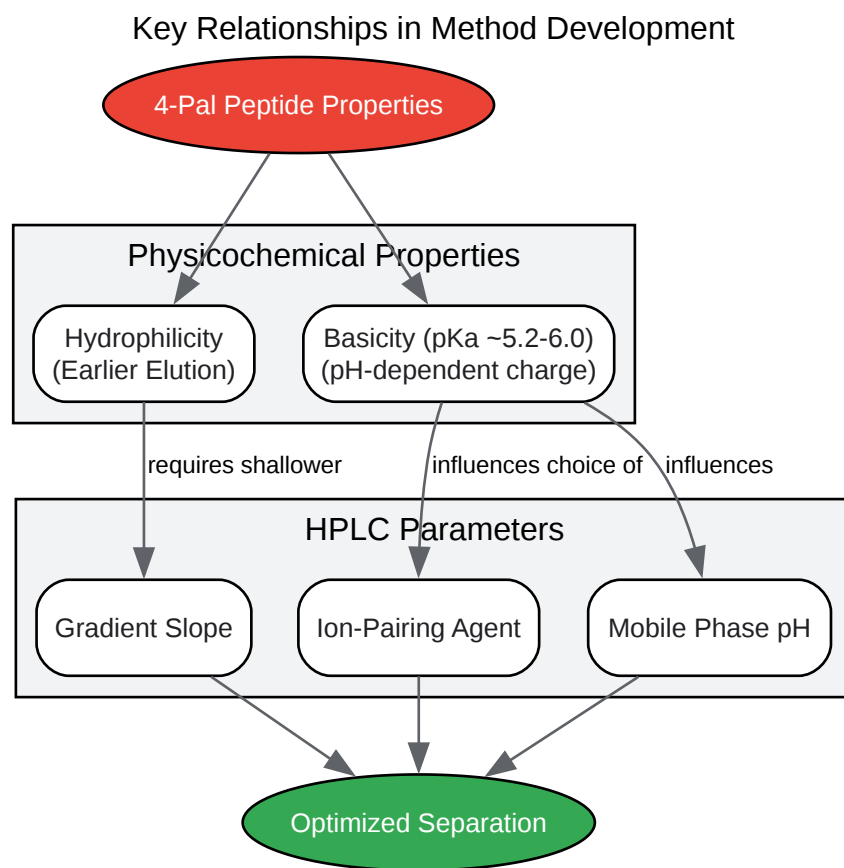 Key Relationships in Method Development
4-Pal Peptide Properties
Physicochemical Properties
Hydrophilicity
(Earlier Elution)
Basicity (pKa ~5.2-6.0)
(pH-dependent charge)
requires shallower
influences choice of
influences
HPLC Parameters
Gradient Slope
Ion-Pairing Agent
Mobile Phase pH
Optimized Separation